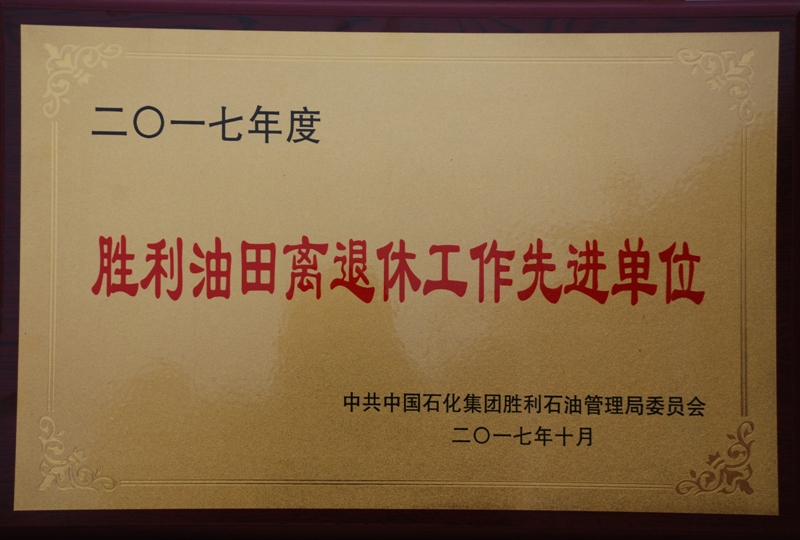 二〇一七年度
胜利油田离退休工作先进单位
中共中国石化集团胜利石油管理局委员会
二〇一七年十月